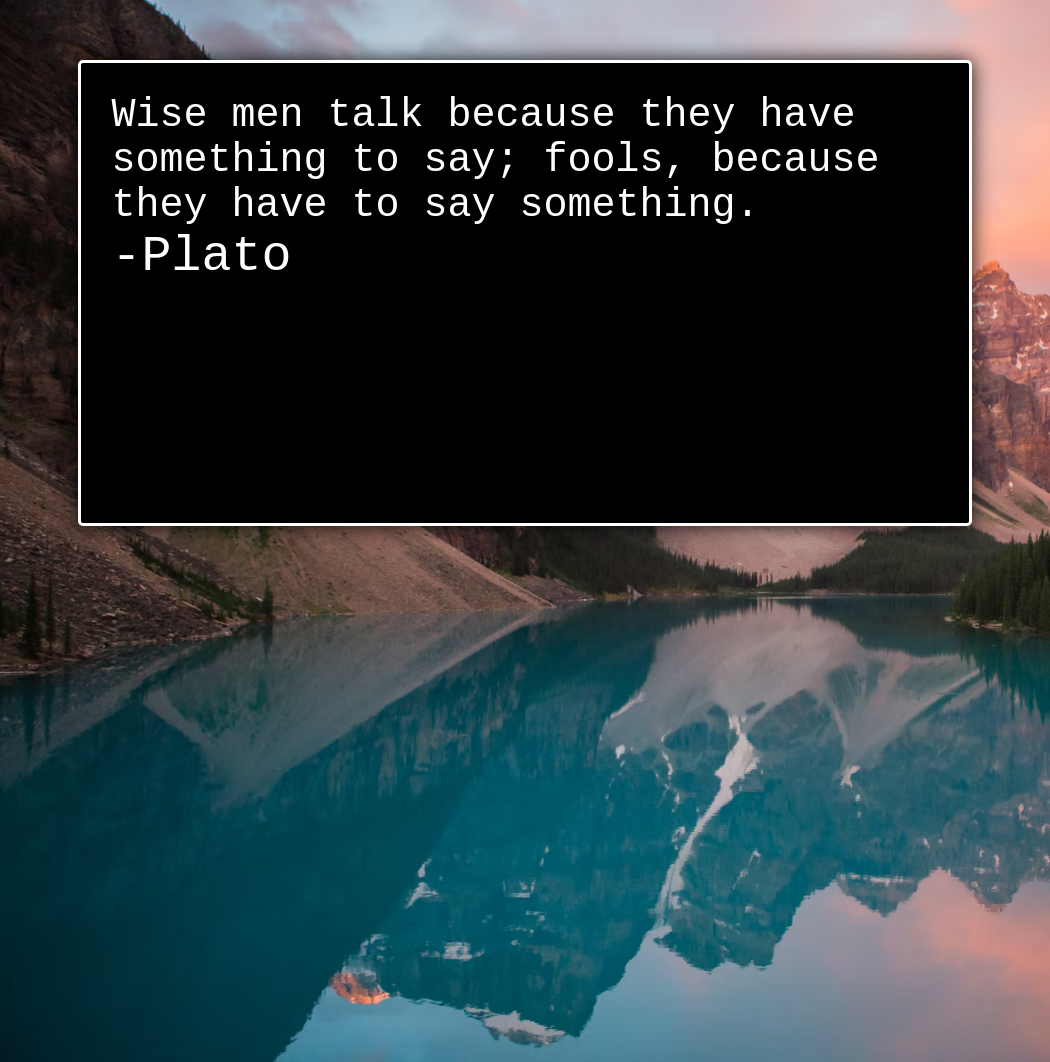 Wise men talk because they have
something to say; fools, because
they have to say something.
-Plato